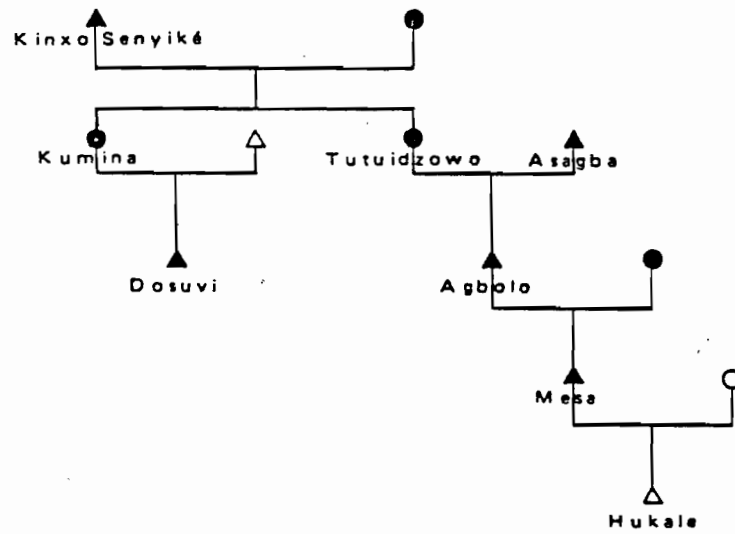 Kinxo Senyiké
Kumina
Tutuidzowo
Asagba
Dosuvi
Agbolo
Mesa
Hukale